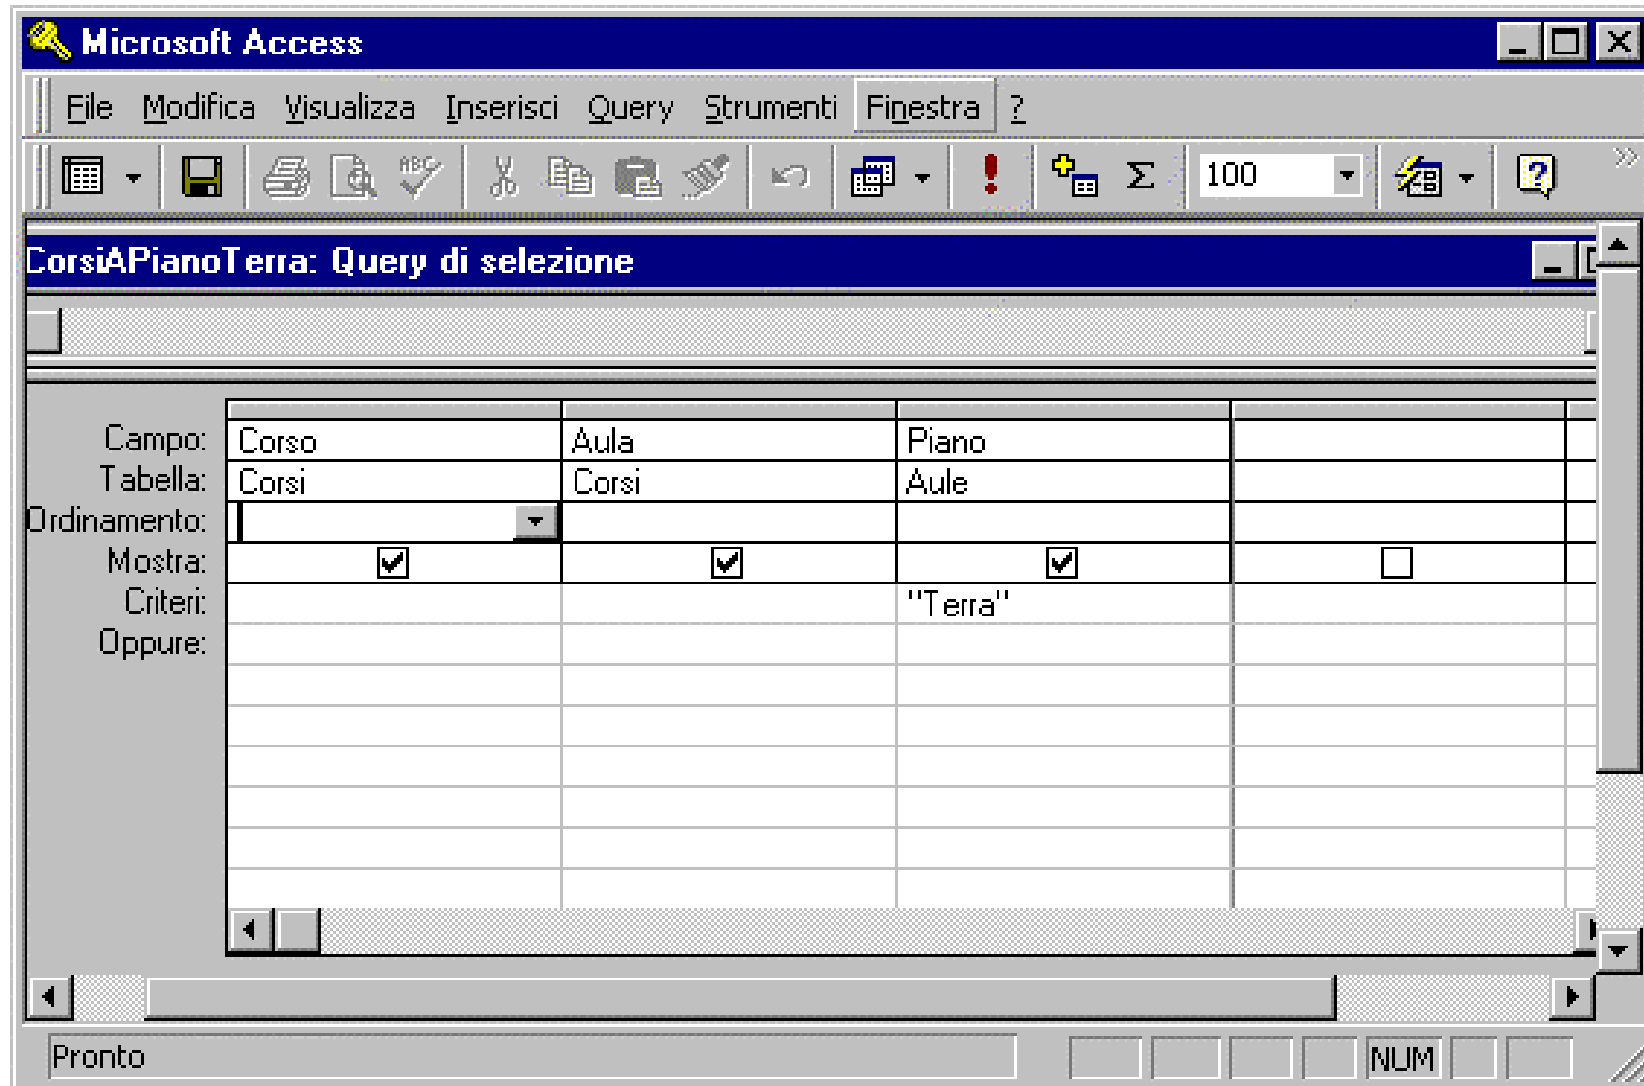 Microsoft Access
File Modifica Visualizza Inserisci Query Strumenti Finestra ?
ABC Σ 100
CorsiAPianoTerra: Query di selezione
Campo: Corso Aula Piano
Tabella: Corsi Corsi Aule
Ordinamento:
Mostra:
Criteri: "Terra"
Oppure:
Pronto NUM